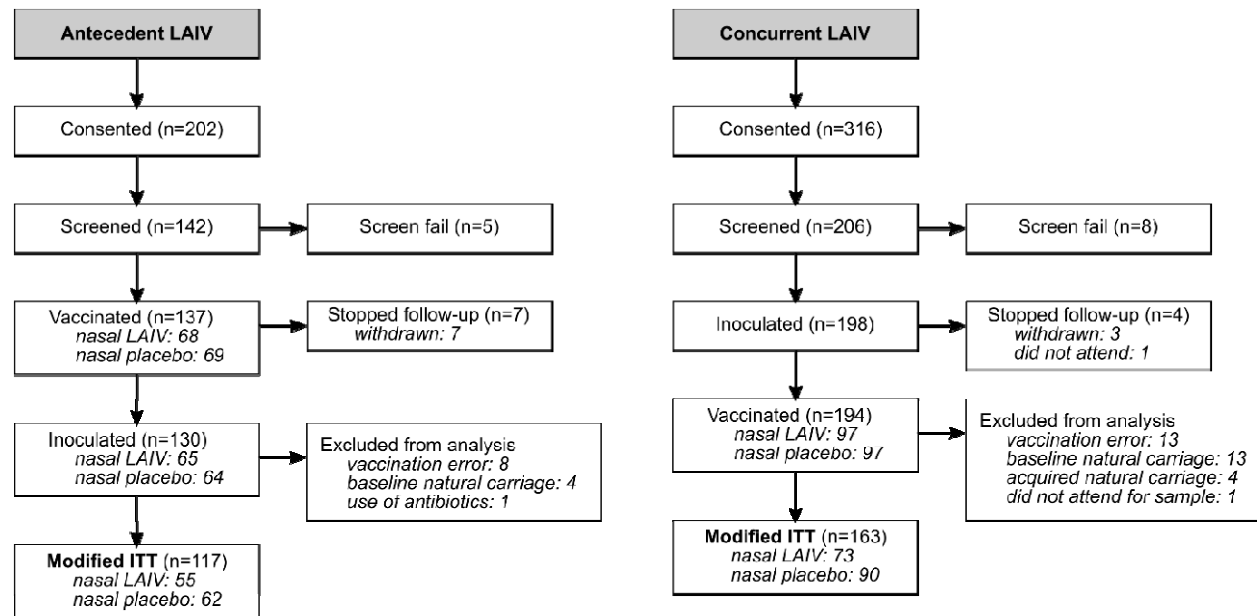 Antecedent LAIV
Consented (n=202)
Screened (n=142)
Screen fail (n=5)
Vaccinated (n=137)
nasal LAIV: 68
nasal placebo: 69
Stopped follow-up (n=7)
withdrawn: 7
Inoculated (n=130)
nasal LAIV: 65
nasal placebo: 64
Excluded from analysis
vaccination error: 8
baseline natural carriage: 4
use of antibiotics: 1
Modified ITT (n=117)
nasal LAIV: 55
nasal placebo: 62
Concurrent LAIV
Consented (n=316)
Screened (n=206)
Screen fail (n=8)
Inoculated (n=198)
Stopped follow-up (n=4)
withdrawn: 3
did not attend: 1
Vaccinated (n=194)
nasal LAIV: 97
nasal placebo: 97
Excluded from analysis
vaccination error: 13
baseline natural carriage: 13
acquired natural carriage: 4
did not attend for sample: 1
Modified ITT (n=163)
nasal LAIV: 73
nasal placebo: 90